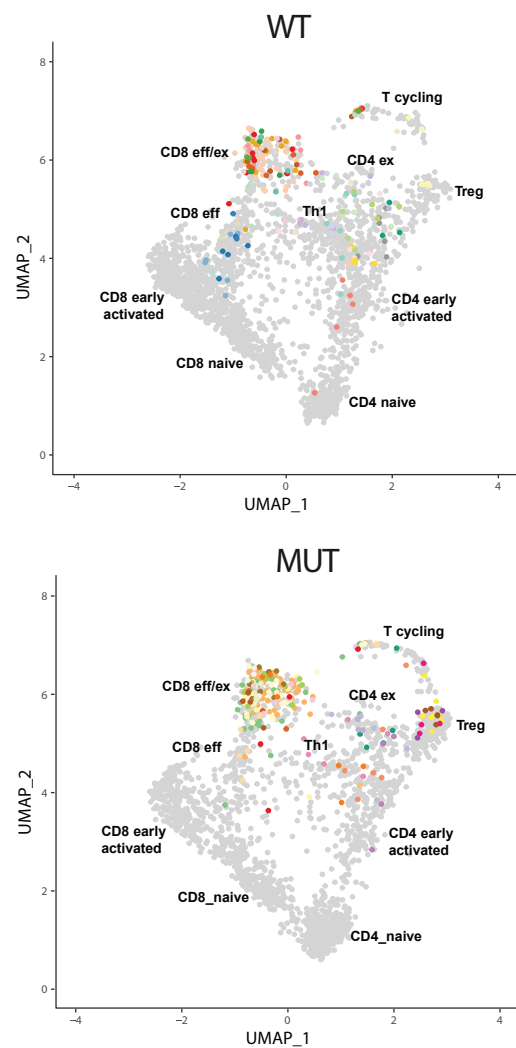 WT
8
6
4
2
0
UMAP_2
T cycling
CD8 eff/ex
CD4 ex
Treg
CD8 eff
Th1
CD8 early
activated
CD4 early
activated
CD8 naive
CD4 naive
−4
−2
0
2
4
UMAP_1
MUT
8
6
4
2
0
UMAP_2
T cycling
CD8 eff/ex
CD4 ex
Treg
CD8 eff
Th1
CD8 early
activated
CD4 early
activated
CD8_naive
CD4_naive
−4
−2
0
2
4
UMAP_1